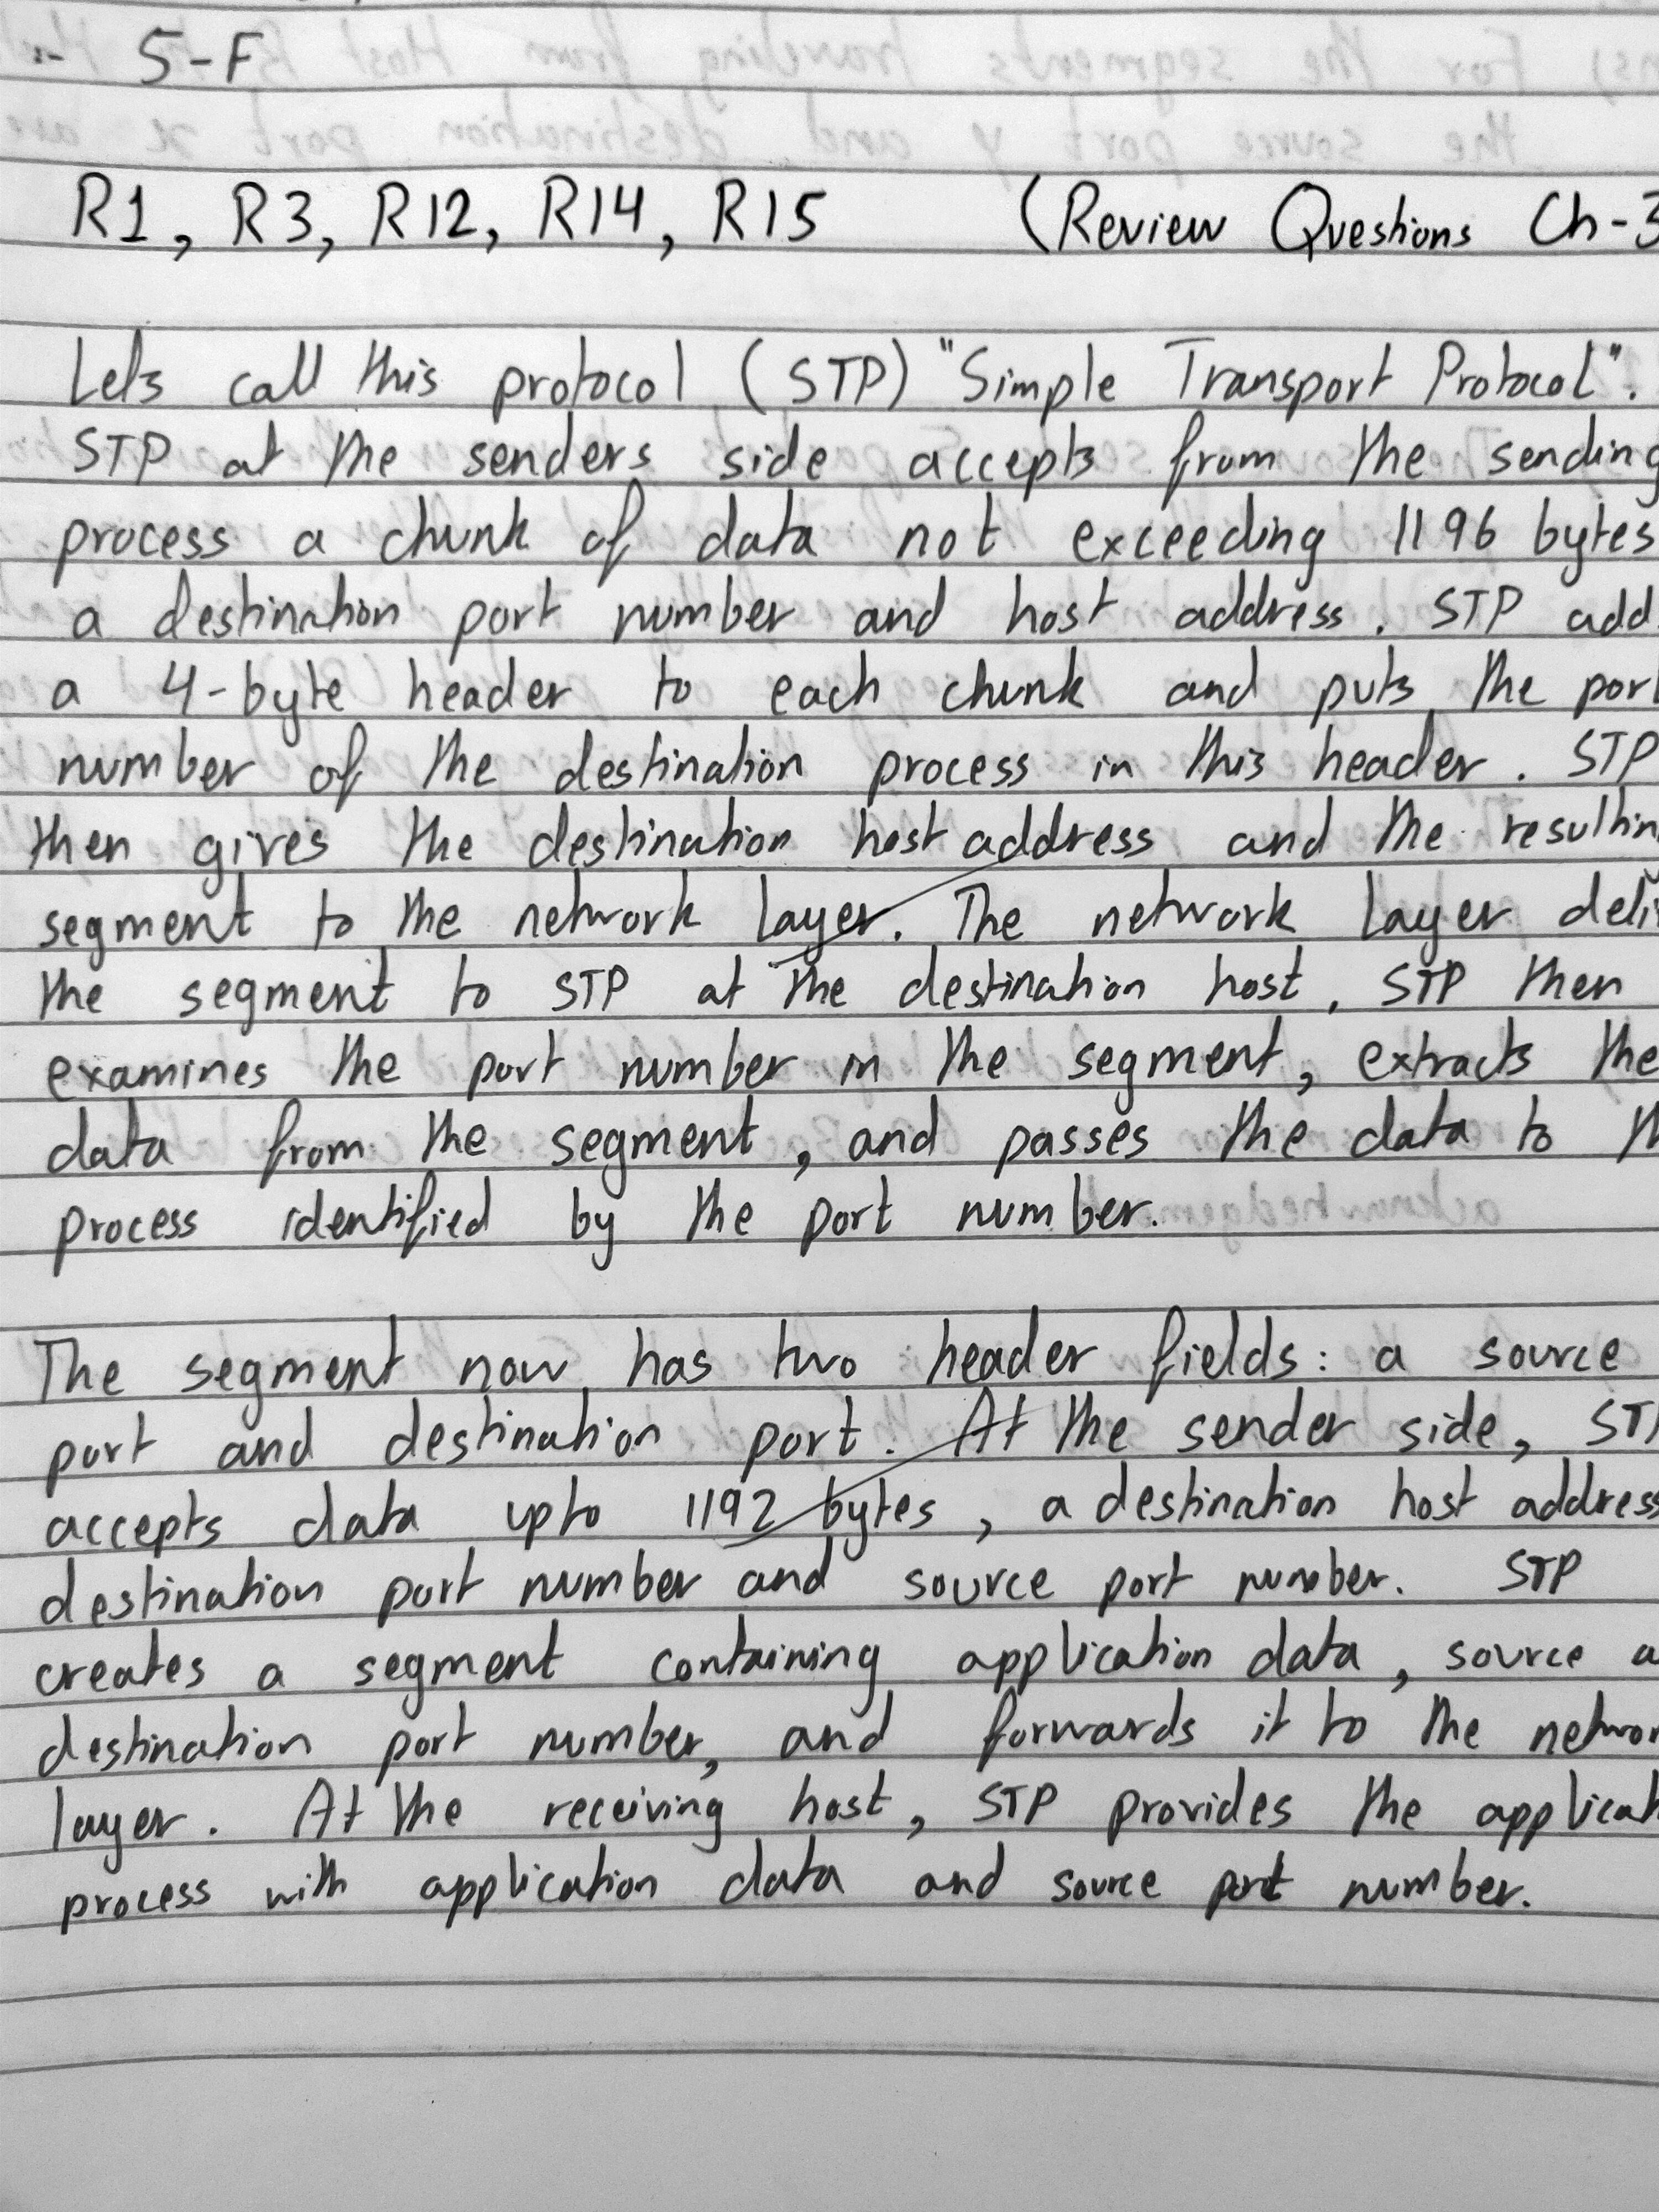 :- 5-F
R1, R3, R12, R14, R15 (Review Questions Ch-3
Lets call this protocol (STP) "Simple Transport Protocol".
STP at the senders side accepts from the sending
process a chunk of data not exceeding 1196 bytes
a destination port number and host address. STP add
a 4-byte header to each chunk and puts the port
number of the destination process in this header. STP
then gives the destination host address and the resultin
segment to the network layer. The network layer deli
the segment to STP at the destination host, STP then
examines the port number in the segment, extracts the
data from the segment, and passes the data to th
process identified by the port number.
The segment now has two header fields: a source
port and destination port. At the sender side, STP
accepts data upto 1192 bytes, a destination host address
destination port number and source port number. STP
creates a segment containing application data, source a
destination port number, and forwards it to the networ
layer. At the receiving host, STP provides the applicat
process with application data and source port number.